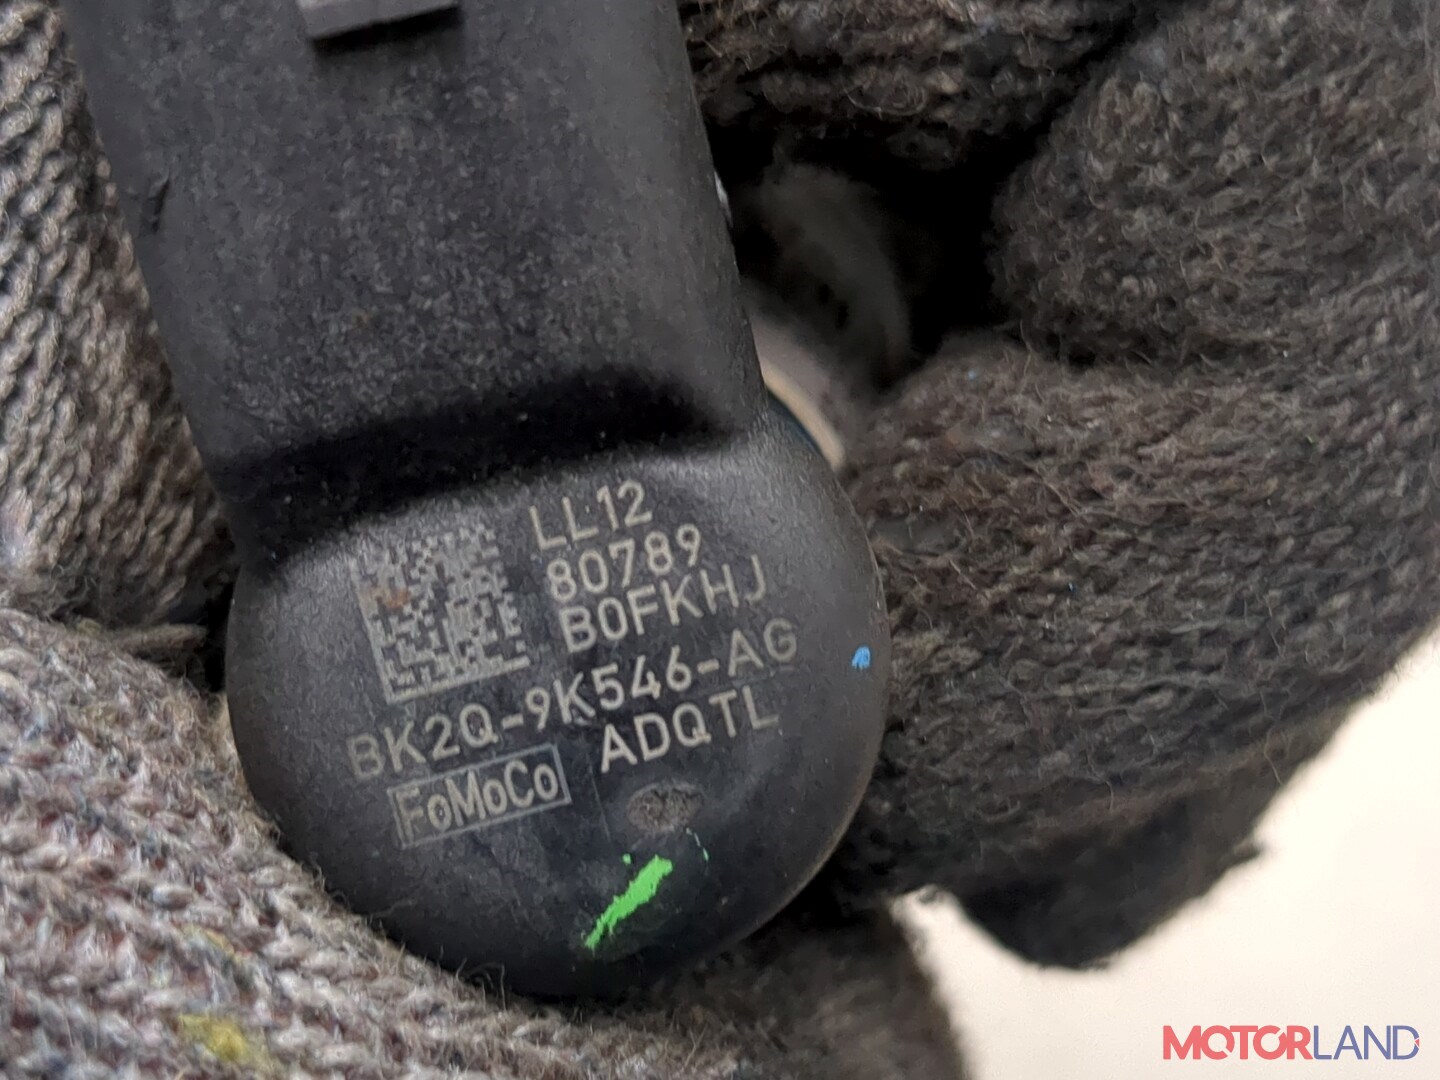 LL12
80789
B0FKHJ
BK2Q-9K546-AG
ADQTL
FoMoCo
MOTORLAND